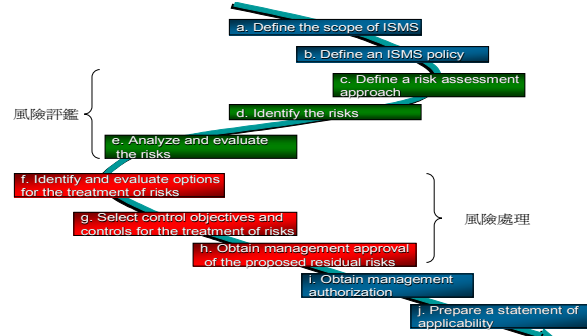 a. Define the scope of ISMS
b. Define an ISMS policy
c. Define a risk assessment
approach
d. Identify the risks
風險評鑑
e. Analyze and evaluate
the risks
f. Identify and evaluate options
for the treatment of risks
g. Select control objectives and
controls for the treatment of risks
風險處理
h. Obtain management approval
of the proposed residual risks
i. Obtain management
authorization
j. Prepare a statement of
applicability